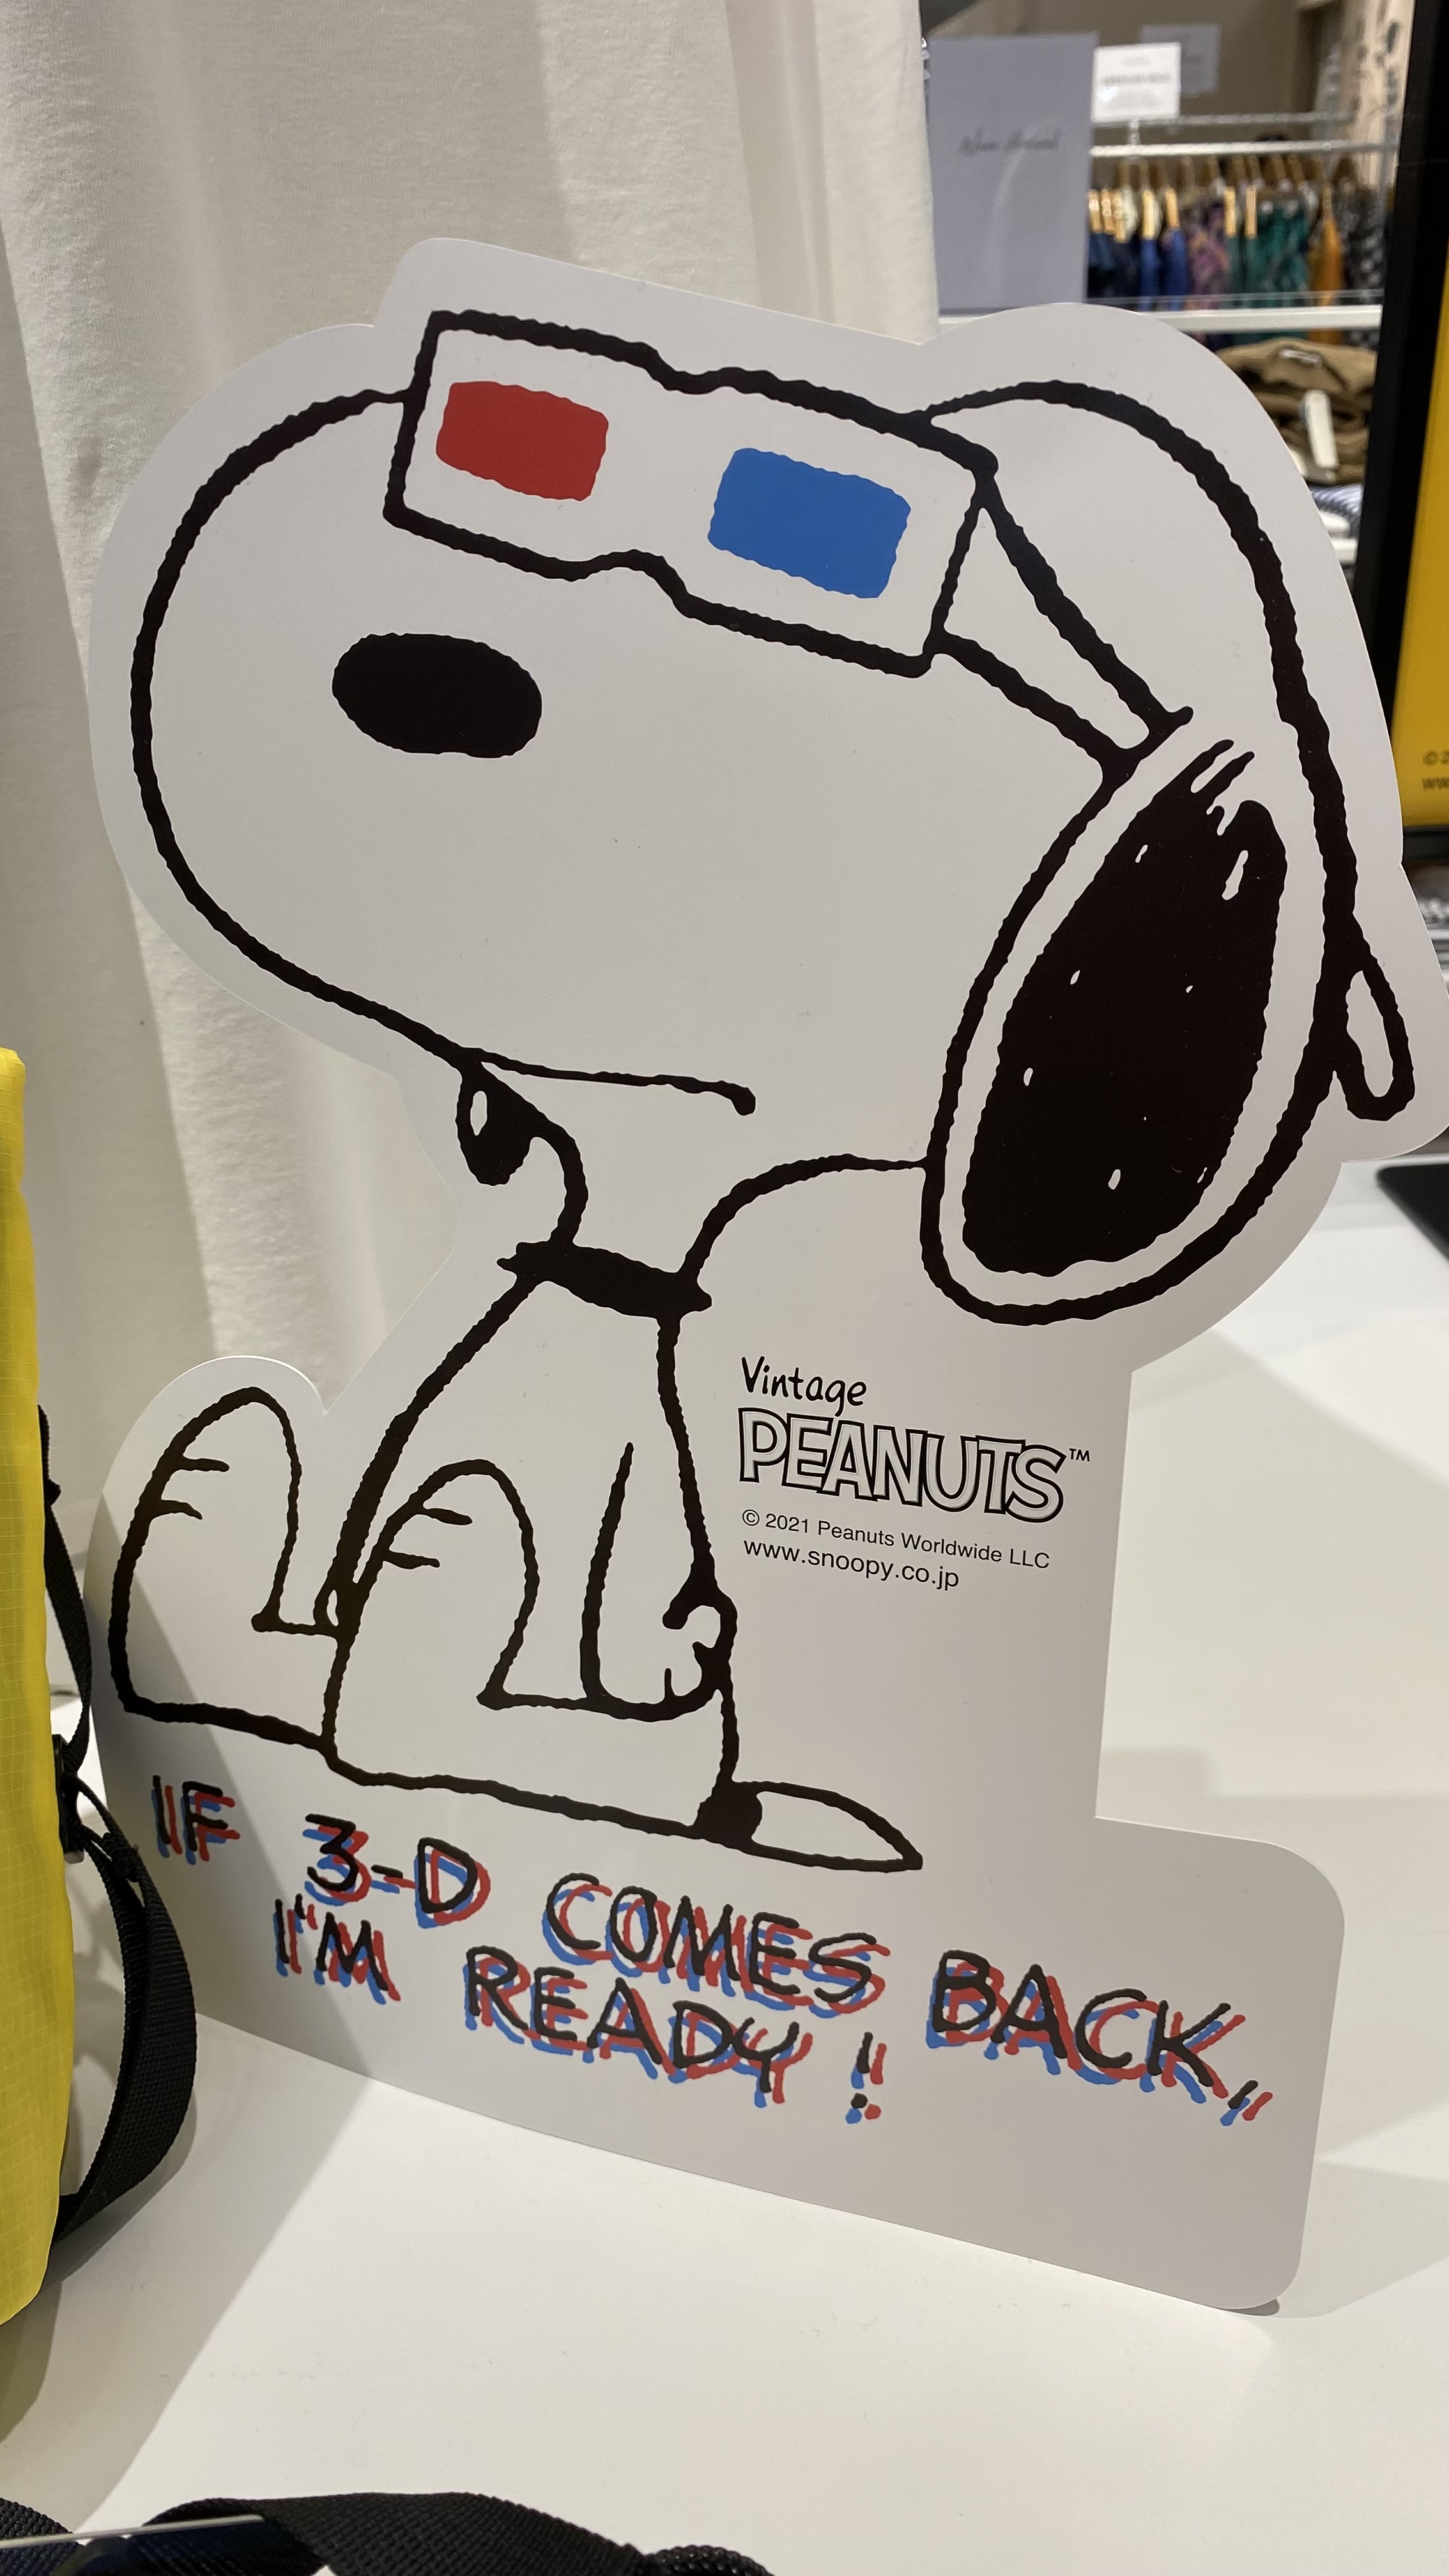 Vintage
PEANUTS™
© 2021 Peanuts Worldwide LLC
www.snoopy.co.jp
IF 3-D COMES BACK,
I'M READY!